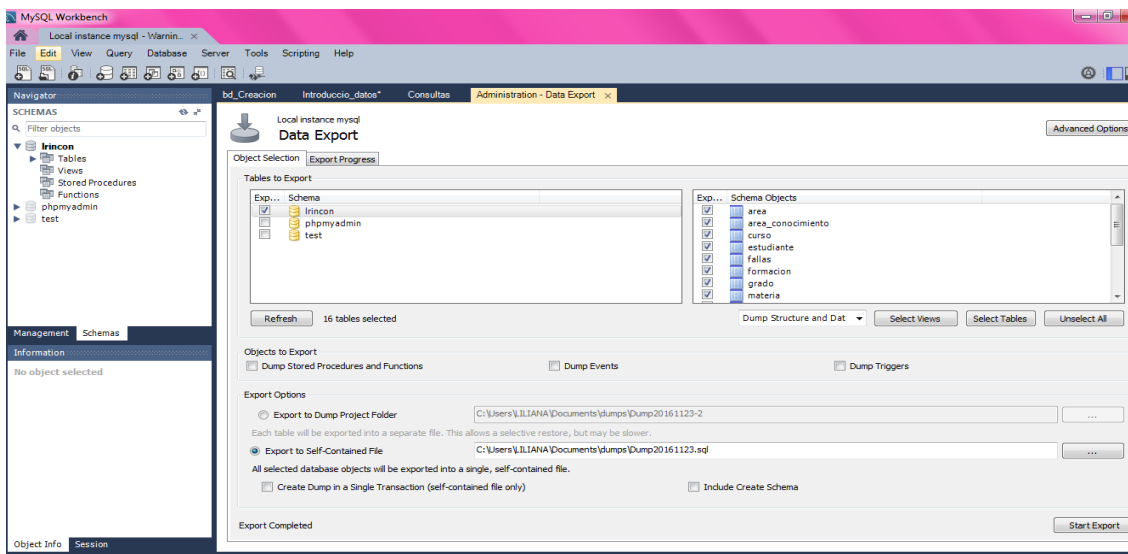 MySQL Workbench
Local instance mysql - Warnin... ×
File Edit View Query Database Server Tools Scripting Help
Navigator
SCHEMAS
Filter objects
lrincon
Tables
Views
Stored Procedures
Functions
phpmyadmin
test
Management Schemas
Information
No object selected
Object Info Session
bd_Creacion Introduccio_datos* Consultas Administration - Data Export ×
Local instance mysql
Data Export
Advanced Options
Object Selection Export Progress
Tables to Export
Exp... Schema
lrincon
phpmyadmin
test
Exp... Schema Objects
area
area_conocimiento
curso
estudiante
fallas
formacion
grado
materia
Refresh 16 tables selected Dump Structure and Dat Select Views Select Tables Unselect All
Objects to Export
Dump Stored Procedures and Functions Dump Events Dump Triggers
Export Options
Export to Dump Project Folder C:\Users\LILIANA\Documents\dumps\Dump20161123-2 ...
Each table will be exported into a separate file. This allows a selective restore, but may be slower.
Export to Self-Contained File C:\Users\LILIANA\Documents\dumps\Dump20161123.sql ...
All selected database objects will be exported into a single, self-contained file.
Create Dump in a Single Transaction (self-contained file only) Include Create Schema
Export Completed Start Export